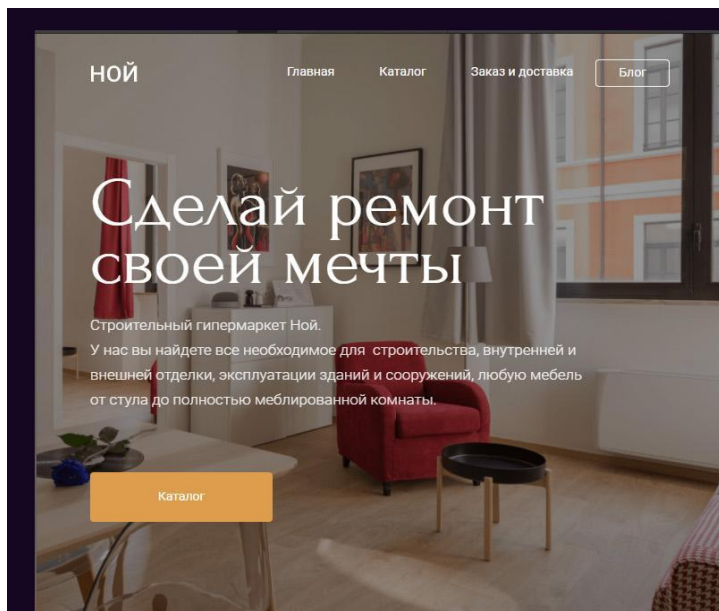 НОЙ
Главная Каталог Заказ и доставка Блог
Сделай ремонт
своей мечты
Строительный гипермаркет Ной.
У нас вы найдете все необходимое для строительства, внутренней и
внешней отделки, эксплуатации зданий и сооружений, любую мебель
от стула до полностью меблированной комнаты.
Каталог